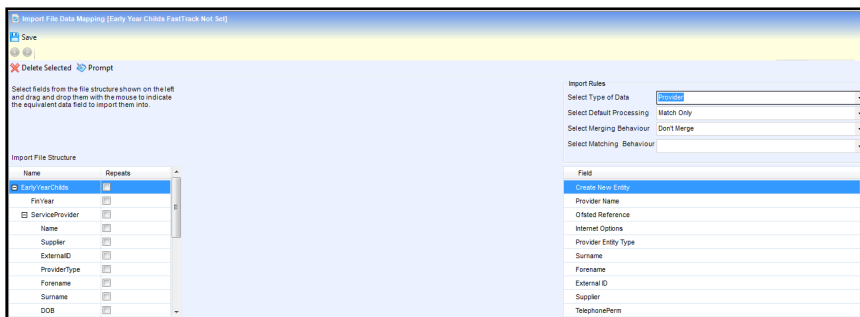 Import File Data Mapping [Early Year Childs FastTrack Not Set]
Save
Delete Selected Prompt
Select fields from the file structure shown on the left
and drag and drop them with the mouse to indicate
the equivalent data field to import them into.
Import Rules
Select Type of Data Provider
Select Default Processing Match Only
Select Merging Behaviour Don't Merge
Select Matching Behaviour
Import File Structure
Name Repeats
EarlyYearChilds
FinYear
ServiceProvider
Name
Supplier
ExternalID
ProviderType
Forename
Surname
DOB
Field
Create New Entity
Provider Name
Ofsted Reference
Internet Options
Provider Entity Type
Surname
Forename
External ID
Supplier
TelephonePerm